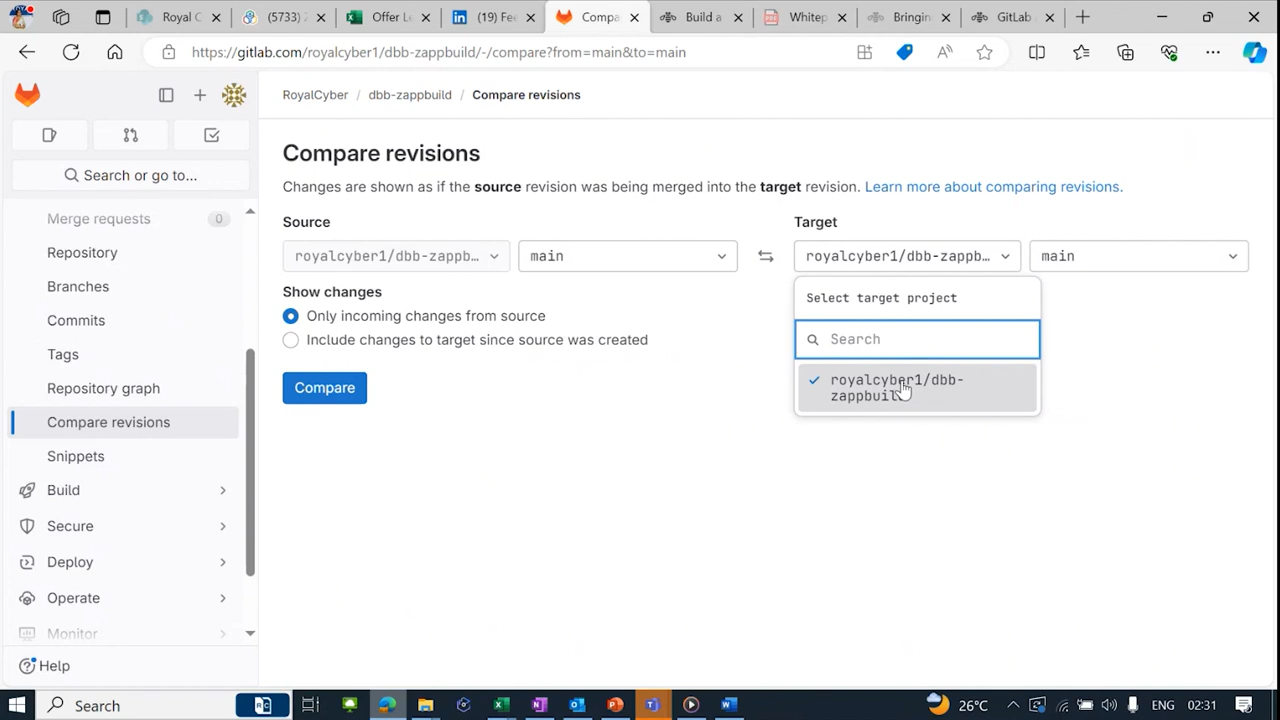 Royal C
(5733)
Offer Le
(19) Fee
Compa
Build a
Whitep
Bringin
GitLab
https://gitlab.com/royalcyber1/dbb-zappbuild/-/compare?from=main&to=main
RoyalCyber / dbb-zappbuild / Compare revisions
Search or go to...
Merge requests 0
Repository
Branches
Commits
Tags
Repository graph
Compare revisions
Snippets
Build
Secure
Deploy
Operate
Monitor
Help
Compare revisions
Changes are shown as if the source revision was being merged into the target revision. Learn more about comparing revisions.
Source
Target
royalcyber1/dbb-zappb...
main
royalcyber1/dbb-zappb...
main
Show changes
Only incoming changes from source
Include changes to target since source was created
Compare
Select target project
Search
royalcyber1/dbb-
zappbuild
Search
26°C
ENG
02:31